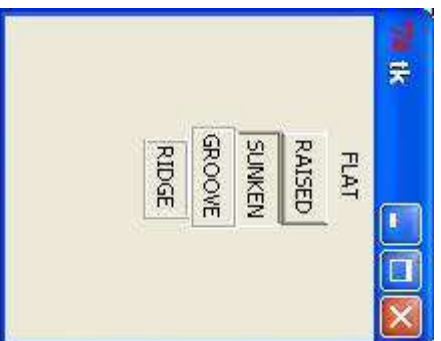 tk
FLAT
RAISED
SUNKEN
GROOVE
RIDGE